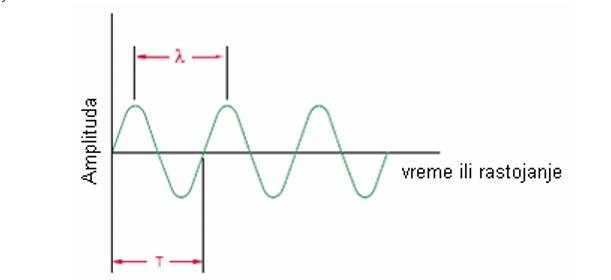 λ
Amplituda
vreme ili rastojanje
T